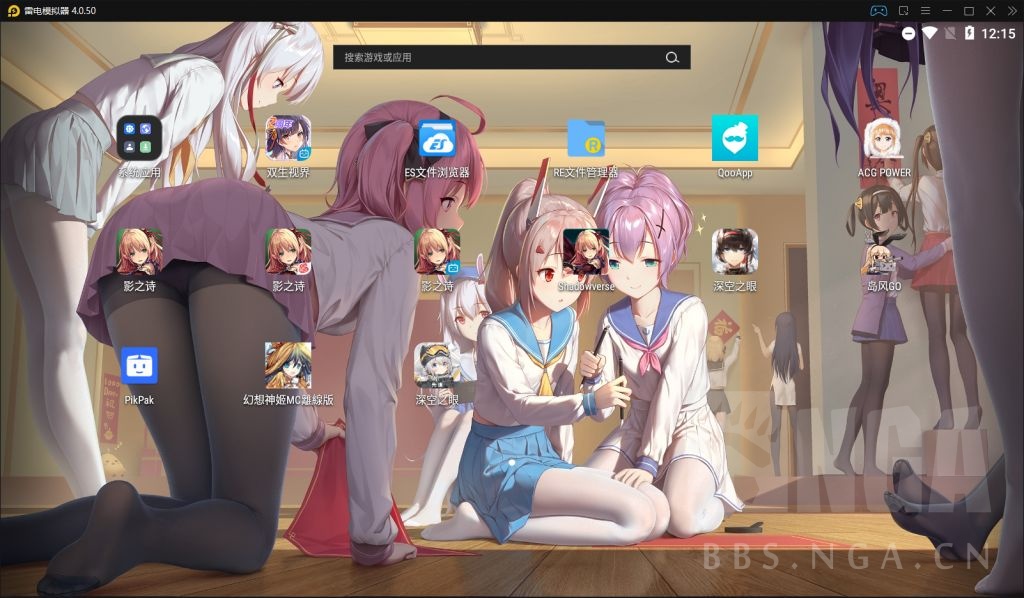 雷电模拟器 4.0.50
12:15
搜索游戏或应用
系统应用
双生视界
ES文件浏览器
RE文件管理器
QooApp
ACG POWER
影之诗
影之诗
影之诗
Shadowverse
深空之眼
岛风GO
PikPak
幻想神姬MC離線版
深空之眼
NGA
BBS.NGA.CN